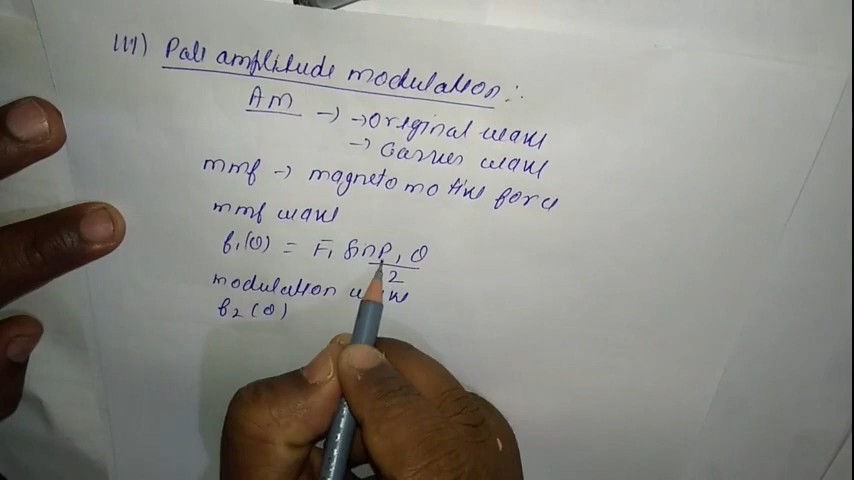 III) Pole amplitude modulation :-
AM → → Original wave
→ Carrier wave
mmf → magneto motive force
mmf wave
f₁(θ) = F₁ sin P₁ θ / 2
modulation wave
f₂(θ)